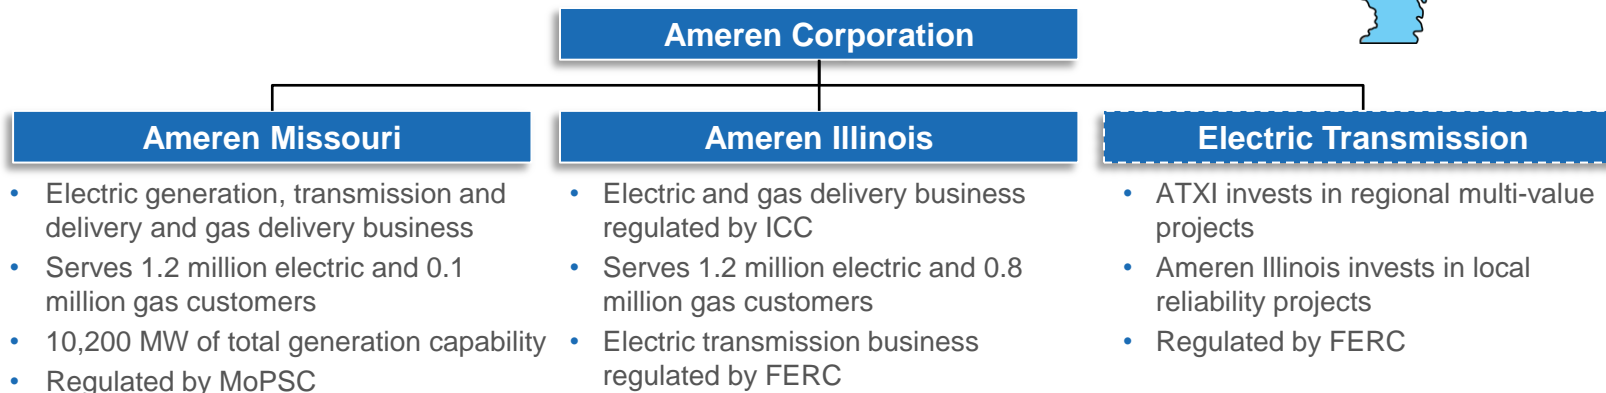 Ameren Corporation
Ameren Missouri
• Electric generation, transmission and
delivery and gas delivery business
• Serves 1.2 million electric and 0.1
million gas customers
• 10,200 MW of total generation capability
• Regulated by MoPSC
Ameren Illinois
• Electric and gas delivery business
regulated by ICC
• Serves 1.2 million electric and 0.8
million gas customers
• Electric transmission business
regulated by FERC
Electric Transmission
• ATXI invests in regional multi-value
projects
• Ameren Illinois invests in local
reliability projects
• Regulated by FERC